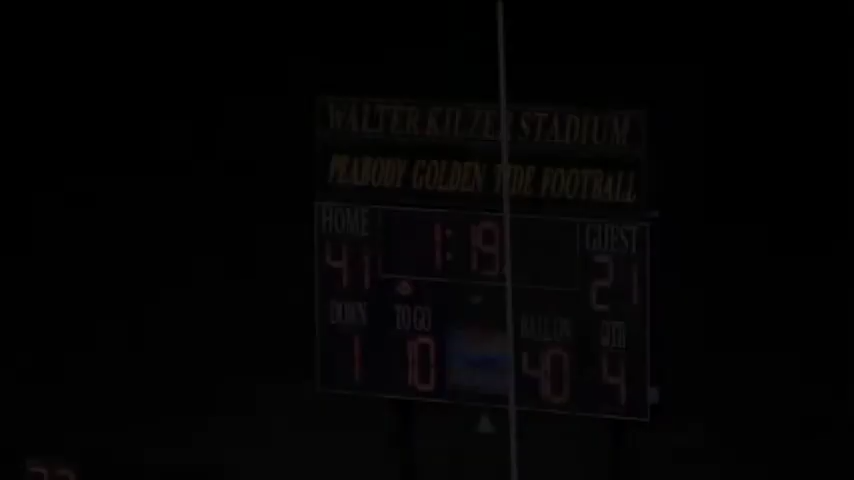 WALTER KILZER STADIUM
PEABODY GOLDEN TIDE FOOTBALL
HOME 1:19 GUEST
41 21
DOWN TO GO BALL ON QTR
1 10 40 4